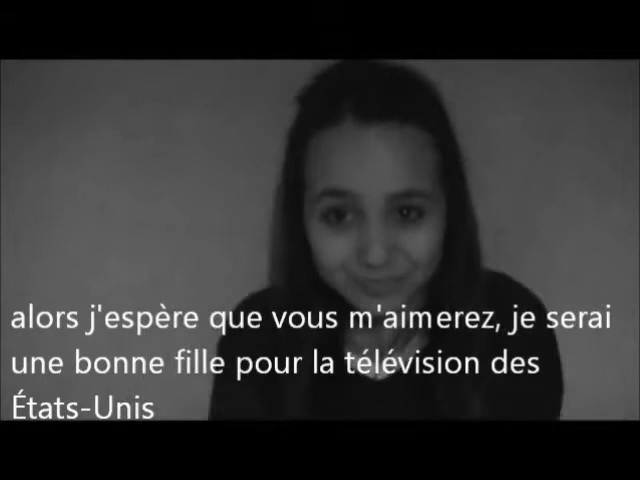 alors j'espère que vous m'aimerez, je serai
une bonne fille pour la télévision des
États-Unis